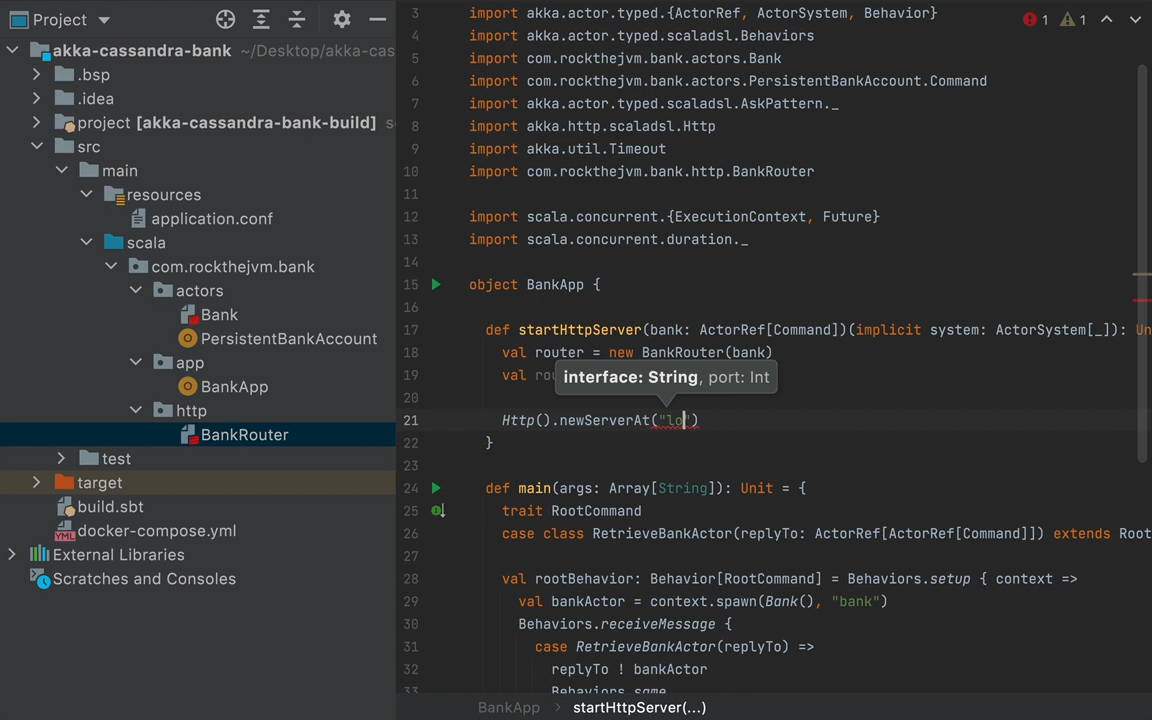 Project
akka-cassandra-bank ~/Desktop/akka-cas
.bsp
.idea
project [akka-cassandra-bank-build] s
src
main
resources
application.conf
scala
com.rockthejvm.bank
actors
Bank
PersistentBankAccount
app
BankApp
http
BankRouter
test
target
build.sbt
YML docker-compose.yml
External Libraries
Scratches and Consoles
1 1
3 import akka.actor.typed.{ActorRef, ActorSystem, Behavior}
4 import akka.actor.typed.scaladsl.Behaviors
5 import com.rockthejvm.bank.actors.Bank
6 import com.rockthejvm.bank.actors.PersistentBankAccount.Command
7 import akka.actor.typed.scaladsl.AskPattern._
8 import akka.http.scaladsl.Http
9 import akka.util.Timeout
10 import com.rockthejvm.bank.http.BankRouter
11
12 import scala.concurrent.{ExecutionContext, Future}
13 import scala.concurrent.duration._
14
15 object BankApp {
16
17 def startHttpServer(bank: ActorRef[Command])(implicit system: ActorSystem[_]): Un
18 val router = new BankRouter(bank)
19 val rou
interface: String, port: Int
20
21 Http().newServerAt("lo")
22 }
23
24 def main(args: Array[String]): Unit = {
25 trait RootCommand
26 case class RetrieveBankActor(replyTo: ActorRef[ActorRef[Command]]) extends Root
27
28 val rootBehavior: Behavior[RootCommand] = Behaviors.setup { context =>
29 val bankActor = context.spawn(Bank(), "bank")
30 Behaviors.receiveMessage {
31 case RetrieveBankActor(replyTo) =>
32 replyTo ! bankActor
33 Behaviors.same
BankApp > startHttpServer(...)